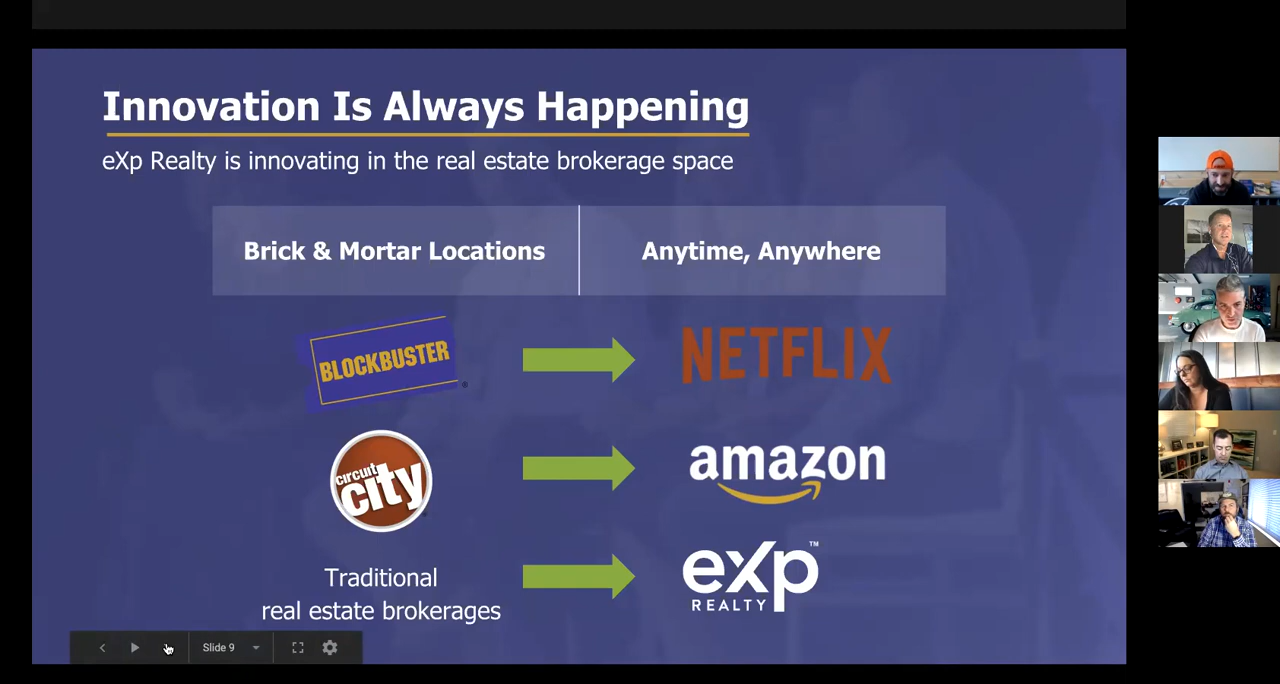 Innovation Is Always Happening
eXp Realty is innovating in the real estate brokerage space
Brick & Mortar Locations
Anytime, Anywhere
BLOCKBUSTER
NETFLIX
circuit
city
amazon
Traditional
real estate brokerages
eXp™
REALTY
Slide 9